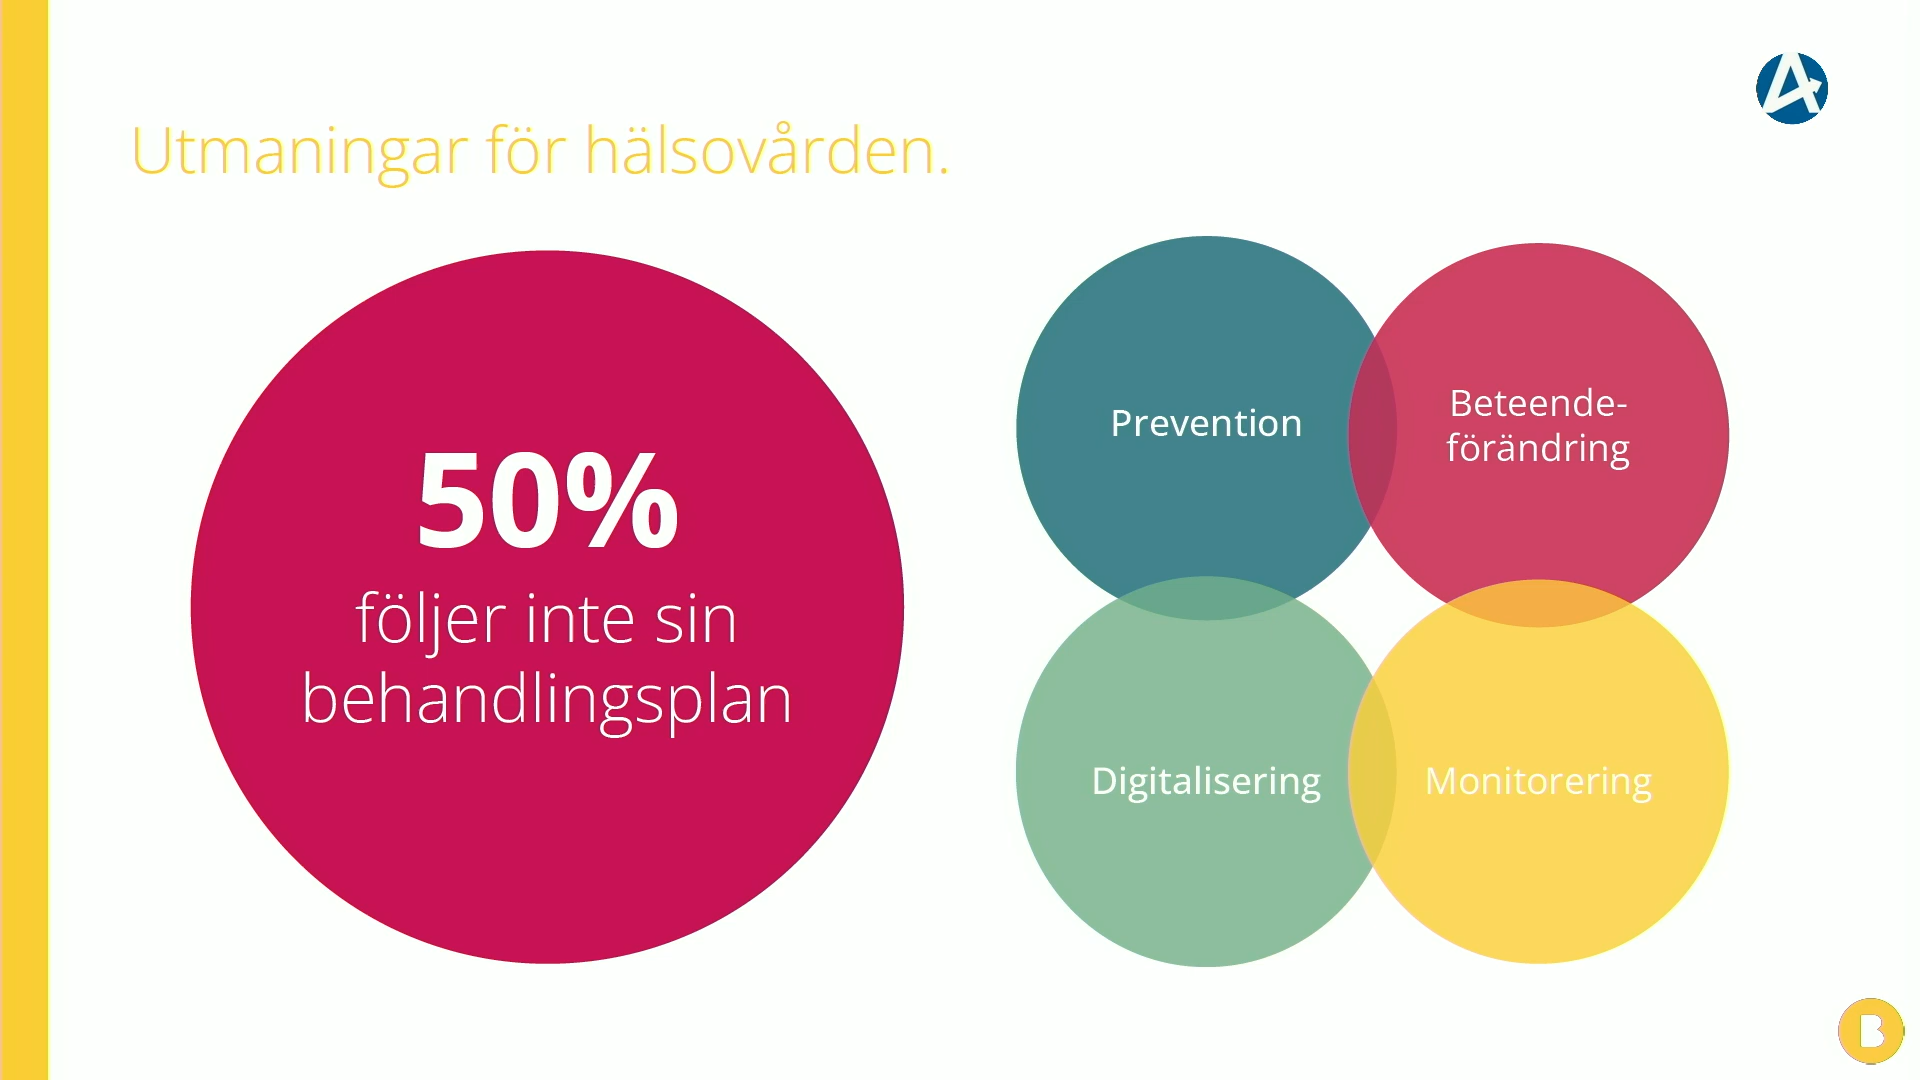 Utmaningar för hälsovården.
50%
följer inte sin
behandlingsplan
Prevention
Beteende-
förändring
Digitalisering
Monitorering
B